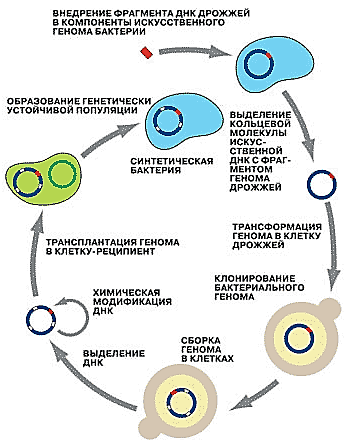 ВНЕДРЕНИЕ ФРАГМЕНТА ДНК ДРОЖЖЕЙ
В КОМПОНЕНТЫ ИСКУССТВЕННОГО
ГЕНОМА БАКТЕРИИ
ОБРАЗОВАНИЕ ГЕНЕТИЧЕСКИ
УСТОЙЧИВОЙ ПОПУЛЯЦИИ
СИНТЕТИЧЕСКАЯ
БАКТЕРИЯ
ВЫДЕЛЕНИЕ
КОЛЬЦЕВОЙ
МОЛЕКУЛЫ
ИСКУС-
СТВЕННОЙ
ДНК С ФРАГ-
МЕНТОМ
ГЕНОМА
ДРОЖЖЕЙ
ТРАНСФОРМАЦИЯ
ГЕНОМА В КЛЕТКУ
ДРОЖЖЕЙ
ТРАНСПЛАНТАЦИЯ ГЕНОМА
В КЛЕТКУ-РЕЦИПИЕНТ
КЛОНИРОВАНИЕ
БАКТЕРИАЛЬНОГО
ГЕНОМА
ХИМИЧЕСКАЯ
МОДИФИКАЦИЯ
ДНК
СБОРКА
ГЕНОМА
В КЛЕТКАХ
ВЫДЕЛЕНИЕ
ДНК